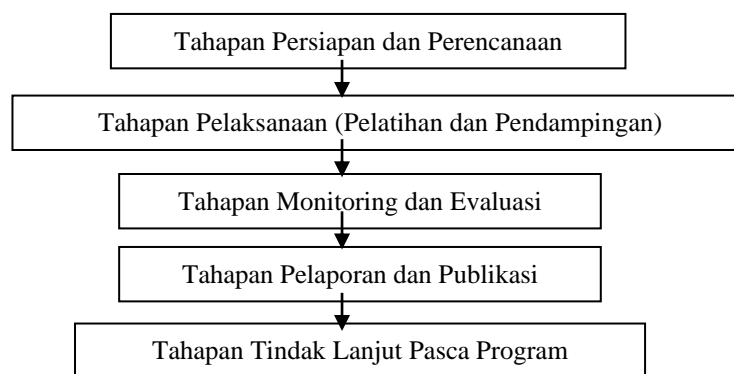 Tahapan Persiapan dan Perencanaan
Tahapan Pelaksanaan (Pelatihan dan Pendampingan)
Tahapan Monitoring dan Evaluasi
Tahapan Pelaporan dan Publikasi
Tahapan Tindak Lanjut Pasca Program